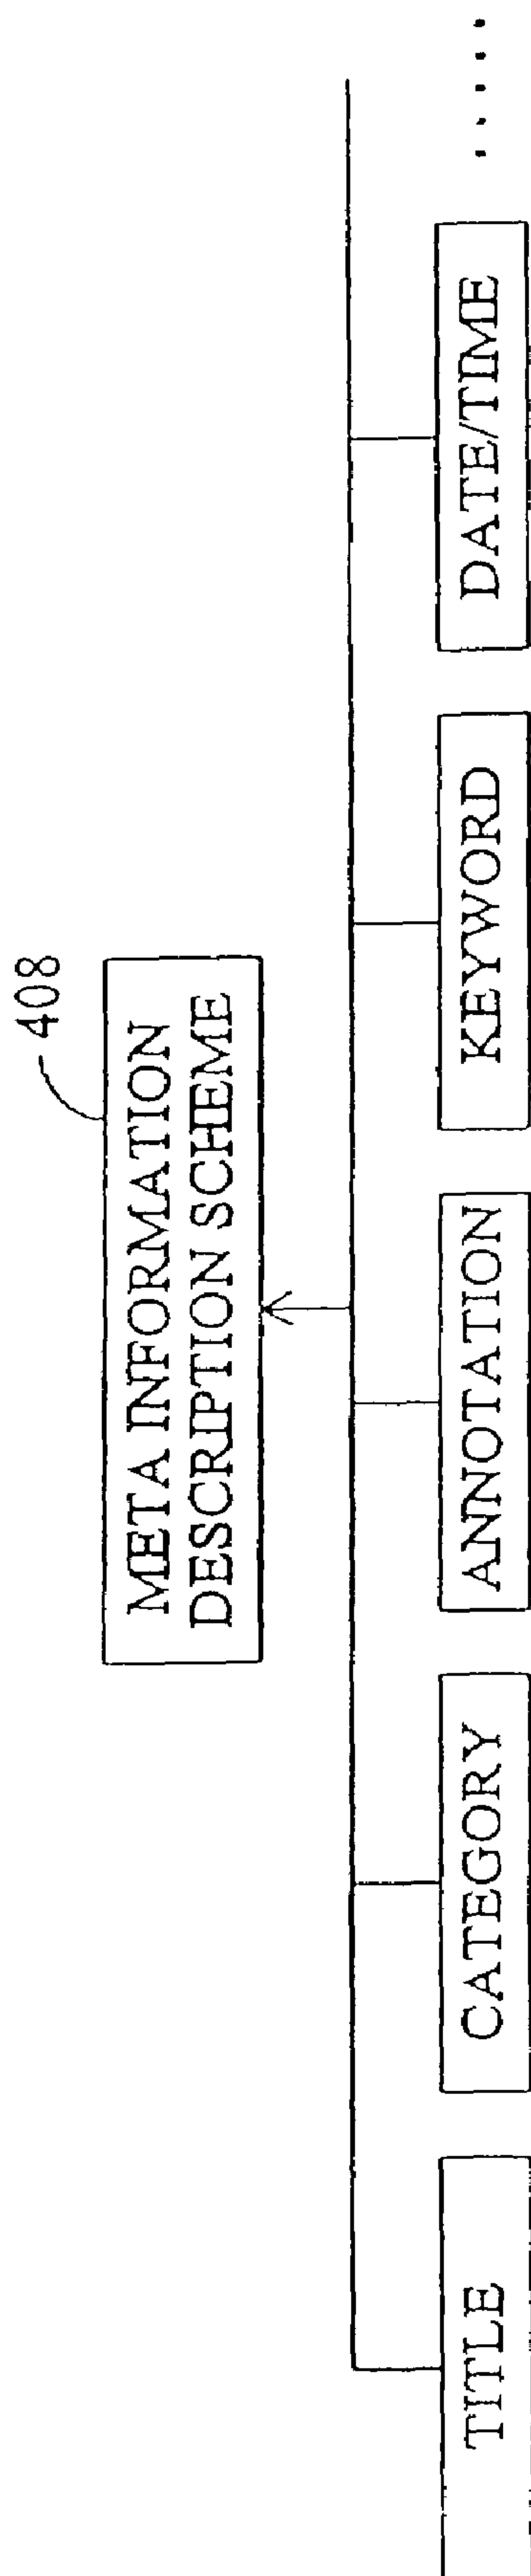 408
META INFORMATION
DESCRIPTION SCHEME
TITLE
CATEGORY
ANNOTATION
KEYWORD
DATE/TIME
.....